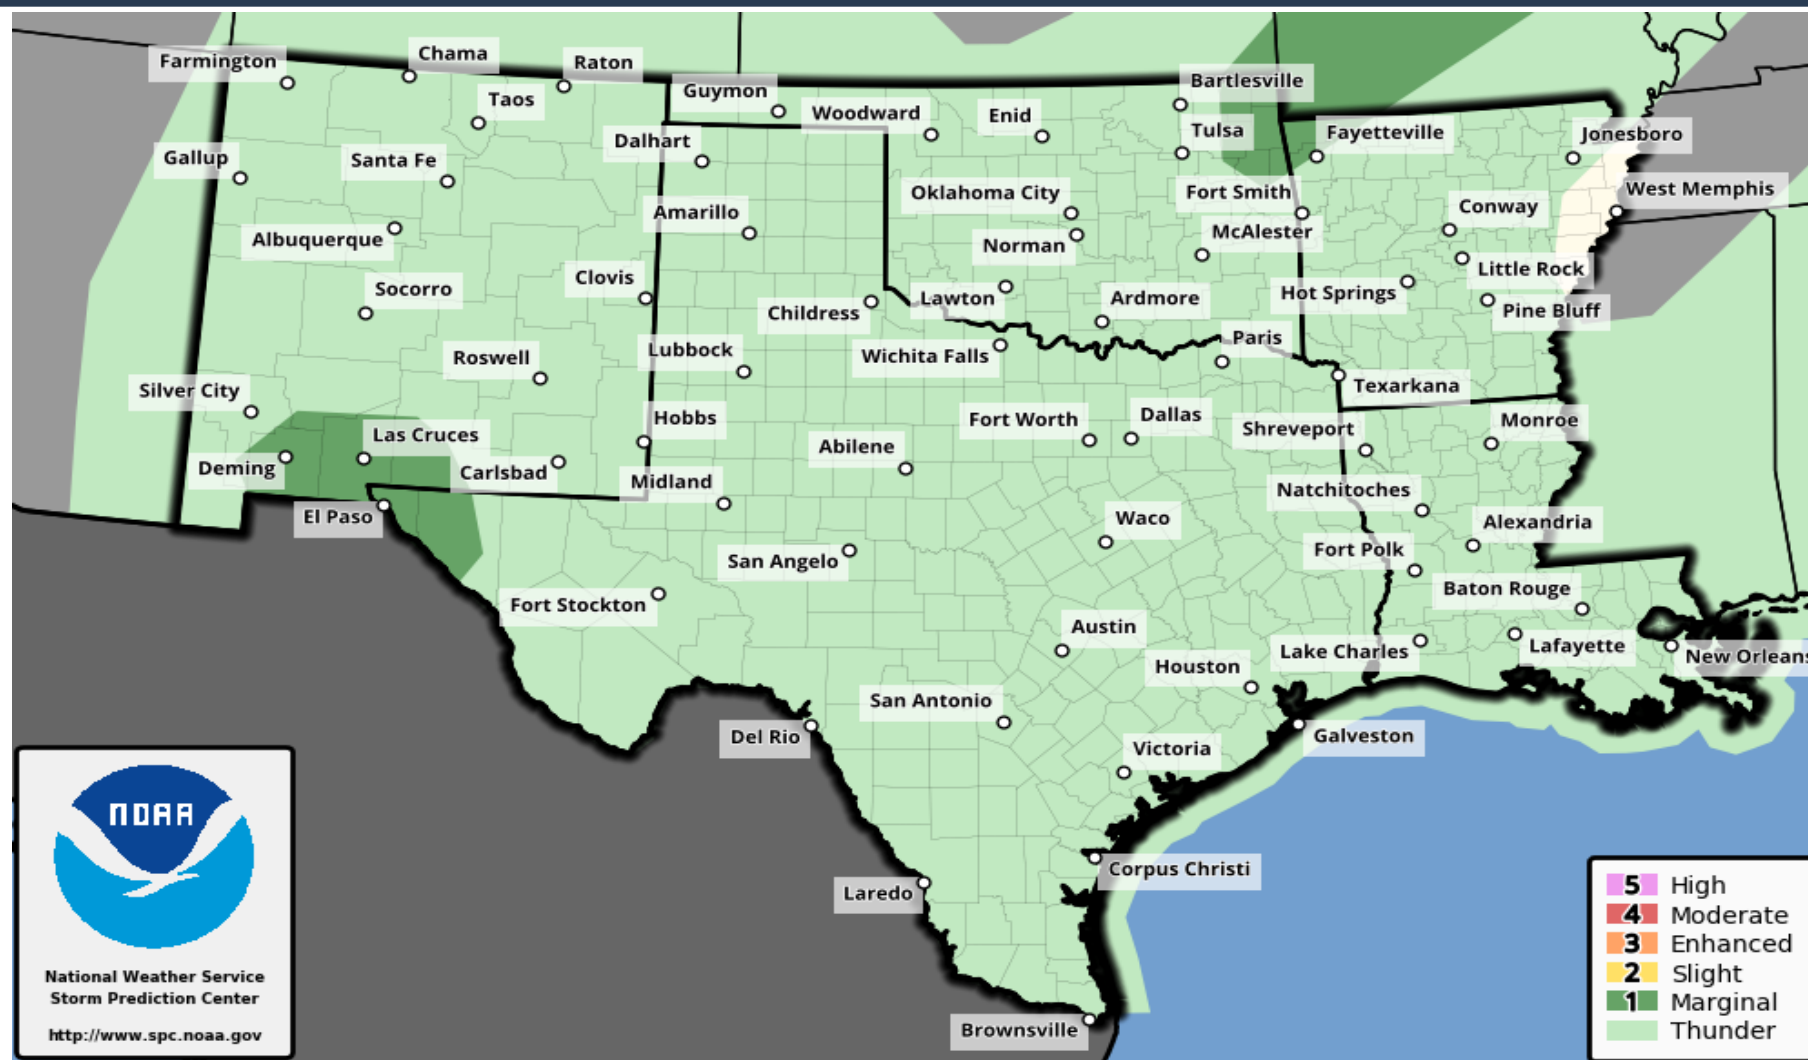 Farmington
Chama
Raton
Taos
Guymon
Woodward
Enid
Bartlesville
Tulsa
Fayetteville
Jonesboro
Gallup
Santa Fe
Dalhart
Oklahoma City
Fort Smith
West Memphis
Amarillo
Conway
Albuquerque
Norman
McAlester
Little Rock
Socorro
Clovis
Childress
Lawton
Ardmore
Hot Springs
Pine Bluff
Roswell
Lubbock
Wichita Falls
Paris
Texarkana
Silver City
Hobbs
Fort Worth
Dallas
Shreveport
Monroe
Las Cruces
Deming
Carlsbad
Abilene
Midland
Natchitoches
El Paso
Waco
Alexandria
San Angelo
Fort Polk
Fort Stockton
Baton Rouge
Austin
Lake Charles
Lafayette
New Orleans
Houston
San Antonio
Del Rio
Galveston
Victoria
Corpus Christi
Laredo
Brownsville
NOAA
National Weather Service
Storm Prediction Center
http://www.spc.noaa.gov
5 High
4 Moderate
3 Enhanced
2 Slight
1 Marginal
Thunder